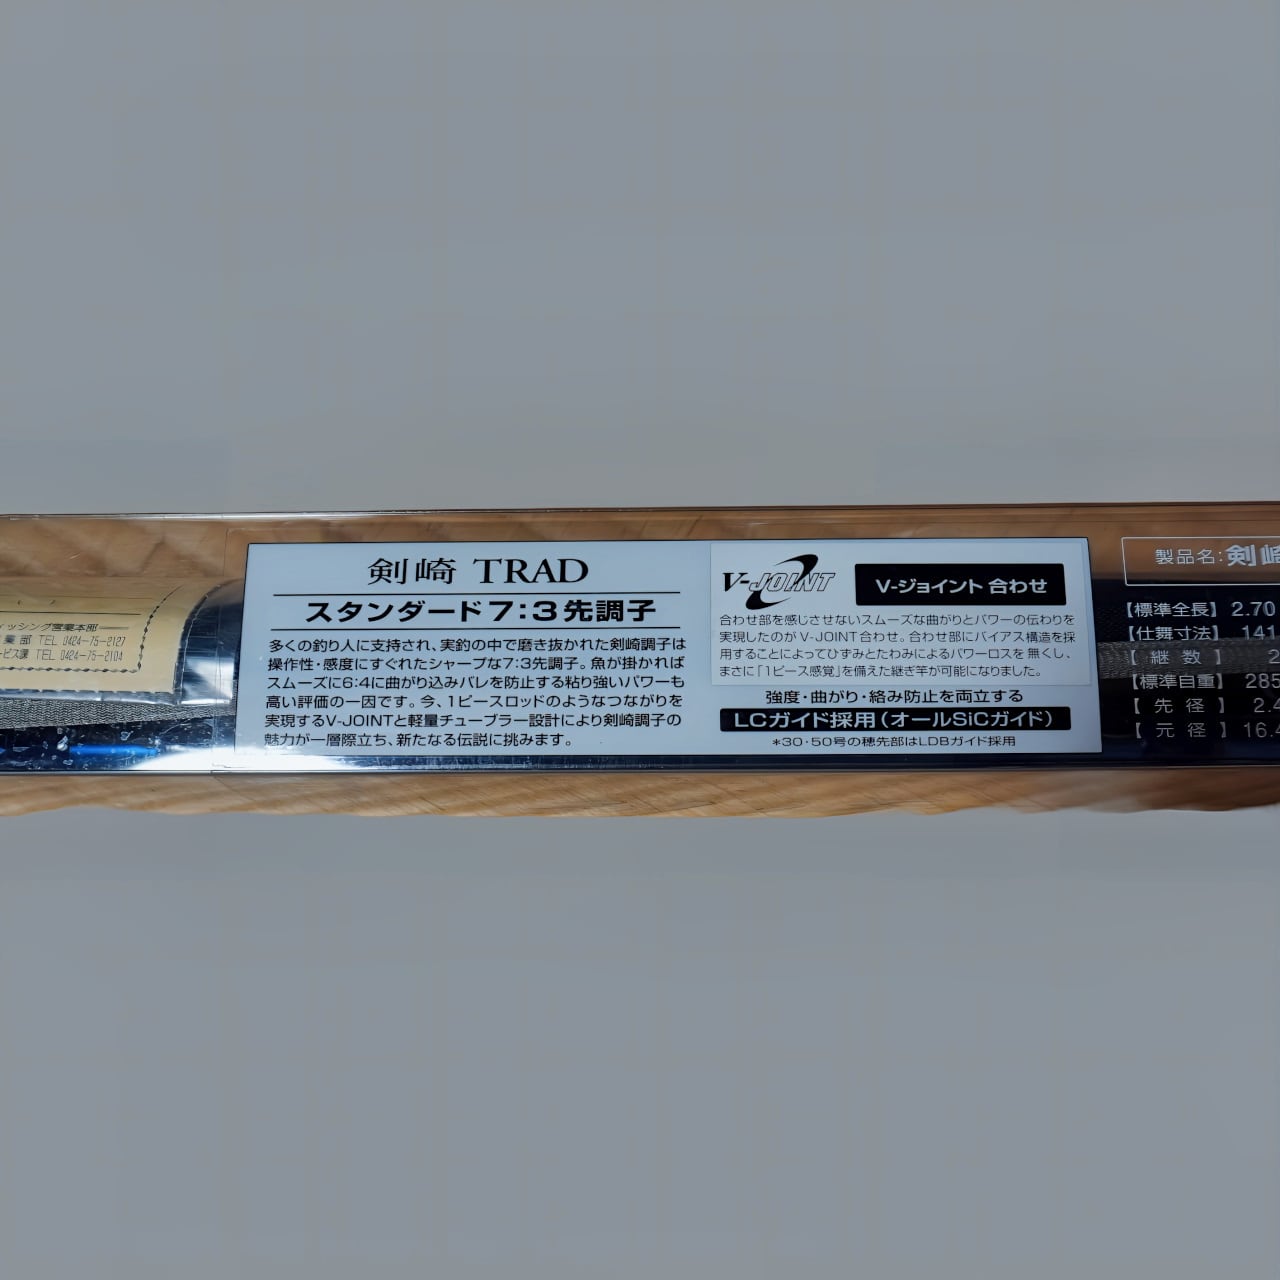 剣崎 TRAD
スタンダード7:3先調子
多くの釣り人に支持され、実釣の中で磨き抜かれた剣崎調子は
操作性・感度にすぐれたシャープな7:3先調子。魚が掛かれば
スムーズに6:4に曲がり込みバレを防止する粘り強いパワーも
高い評価の一因です。今、1ピースロッドのようなつながりを
実現するV-JOINTと軽量チューブラー設計により剣崎調子の
魅力が一層際立ち、新たなる伝説に挑みます。
V-JOINT
V-ジョイント 合わせ
合わせ部を感じさせないスムーズな曲がりとパワーの伝わりを
実現したのがV-JOINT合わせ。合わせ部にバイアス構造を採
用することによってひずみとたわみによるパワーロスを無くし、
まさに「1ピース感覚」を備えた継ぎ竿が可能になりました。
強度・曲がり・絡み防止を両立する
LCガイド採用(オールSiCガイド)
*30・50号の穂先部はLDBガイド採用
製品名:剣崎
【標準全長】2.70
【仕舞寸法】141
【継数】2
【標準自重】285
【先径】2.4
【元径】16.4
ィッシング営業本部
業部 TEL 0424-75-2127
ービス課 TEL 0424-75-2104